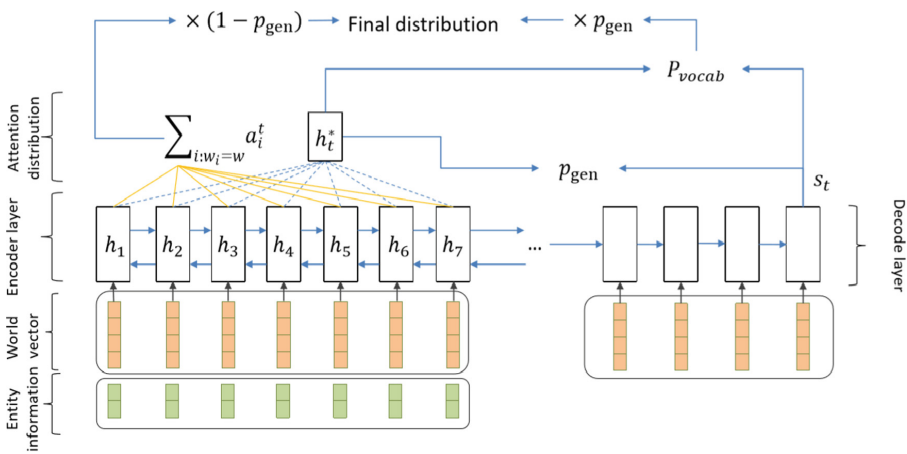 × (1 − p_gen) Final distribution × p_gen
P_vocab
Attention distribution
∑_{i:w_i=w} a_i^t
h_t^*
p_gen
s_t
Encoder layer
h_1 h_2 h_3 h_4 h_5 h_6 h_7 ...
Decode layer
World vector
Entity information